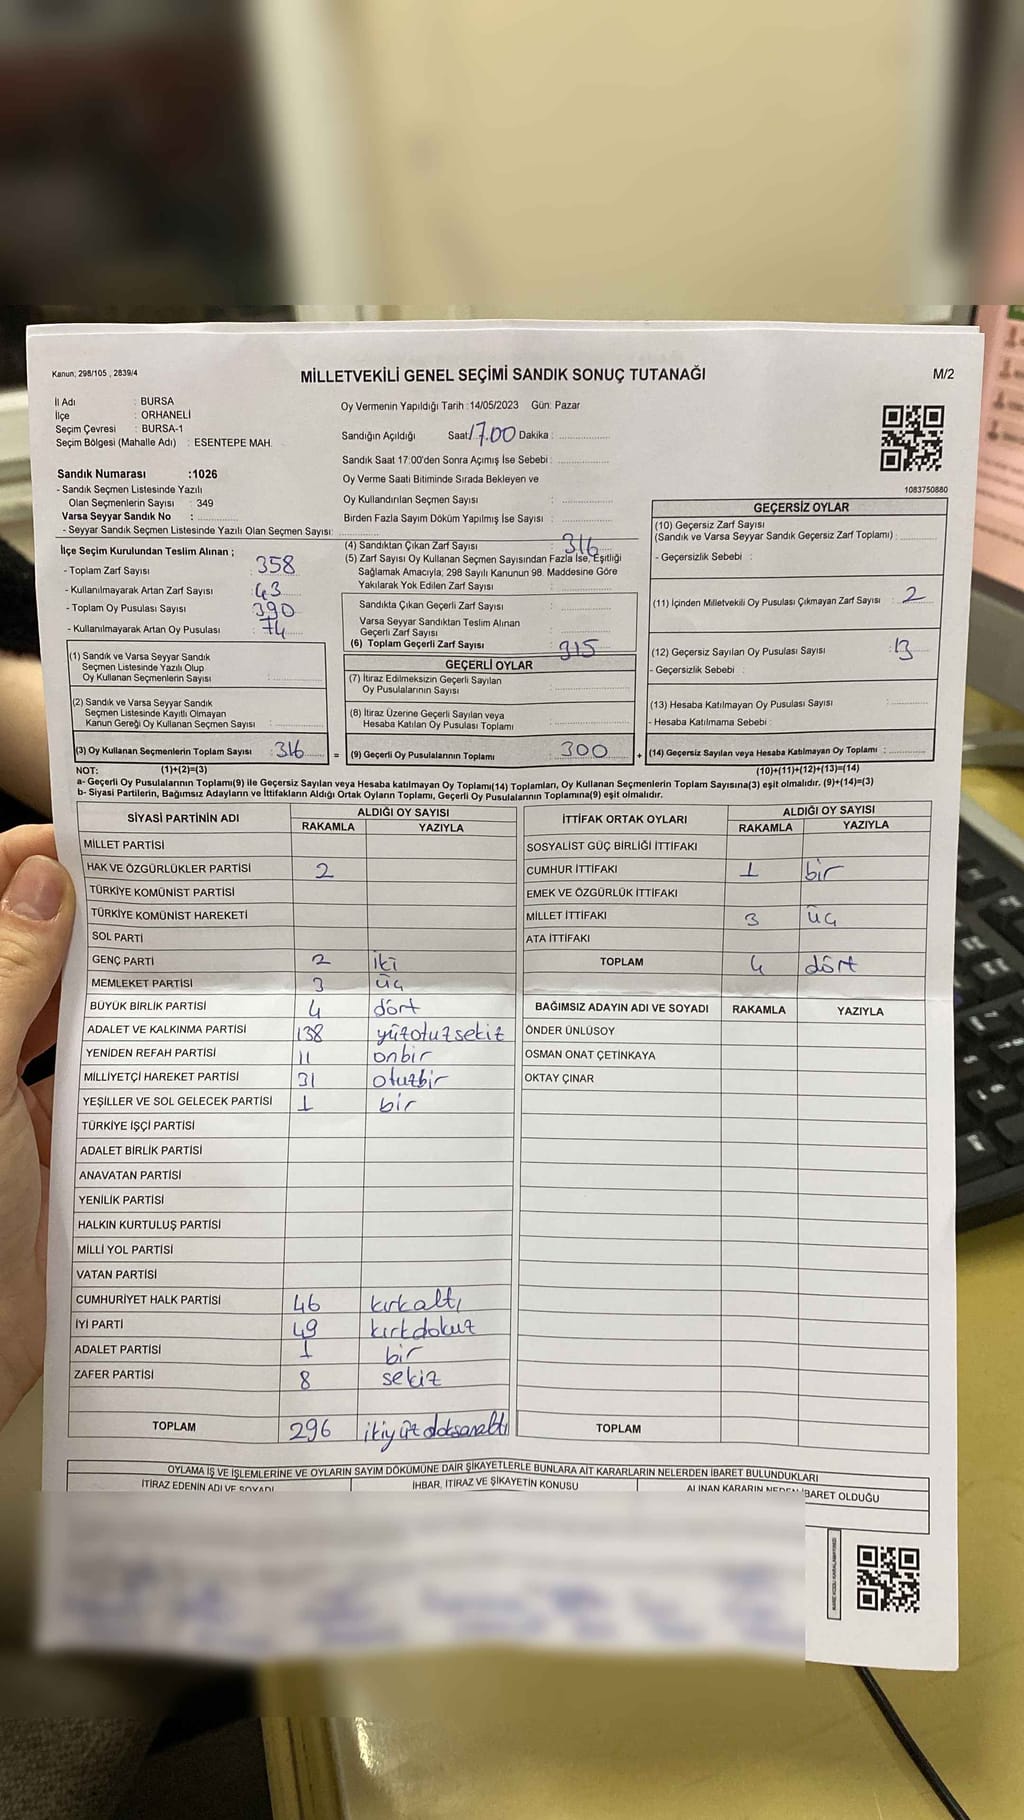 Kanun; 298/105 , 2839/4
MİLLETVEKİLİ GENEL SEÇİMİ SANDIK SONUÇ TUTANAĞI
M/2
İl Adı : BURSA
İlçe : ORHANELİ
Seçim Çevresi : BURSA-1
Seçim Bölgesi (Mahalle Adı) : ESENTEPE MAH.
Sandık Numarası :1026
- Sandık Seçmen Listesinde Yazılı
Olan Seçmenlerin Sayısı : 349
Varsa Seyyar Sandık No :
- Seyyar Sandık Seçmen Listesinde Yazılı Olan Seçmen Sayısı:
Oy Vermenin Yapıldığı Tarih :14/05/2023 Gün: Pazar
Sandığın Açıldığı Saat 17.00 Dakika :
Sandık Saat 17:00'den Sonra Açımış İse Sebebi :
Oy Verme Saati Bitiminde Sırada Bekleyen ve
Oy Kullandırılan Seçmen Sayısı :
Birden Fazla Sayım Döküm Yapılmış İse Sayısı :
1083750880
İlçe Seçim Kurulundan Teslim Alınan ;
- Toplam Zarf Sayısı : 358
- Kullanılmayarak Artan Zarf Sayısı : 43
- Toplam Oy Pusulası Sayısı : 390
- Kullanılmayarak Artan Oy Pusulası : 74
(1) Sandık ve Varsa Seyyar Sandık
Seçmen Listesinde Yazılı Olup
Oy Kullanan Seçmenlerin Sayısı :
(2) Sandık ve Varsa Seyyar Sandık
Seçmen Listesinde Kayıtlı Olmayan
Kanun Gereği Oy Kullanan Seçmen Sayısı :
(3) Oy Kullanan Seçmenlerin Toplam Sayısı : 316
(4) Sandıktan Çıkan Zarf Sayısı : 316
(5) Zarf Sayısı Oy Kullanan Seçmen Sayısından Fazla İse, Eşitliği
Sağlamak Amacıyla, 298 Sayılı Kanunun 98. Maddesine Göre
Yakılarak Yok Edilen Zarf Sayısı :
Sandıkta Çıkan Geçerli Zarf Sayısı :
Varsa Seyyar Sandıktan Teslim Alınan
Geçerli Zarf Sayısı :
(6) Toplam Geçerli Zarf Sayısı : 315
GEÇERLİ OYLAR
(7) İtiraz Edilmeksizin Geçerli Sayılan
Oy Pusulalarının Sayısı :
(8) İtiraz Üzerine Geçerli Sayılan veya
Hesaba Katılan Oy Pusulası Toplamı :
= (9) Geçerli Oy Pusulalarının Toplamı : 300
GEÇERSİZ OYLAR
(10) Geçersiz Zarf Sayısı
(Sandık ve Varsa Seyyar Sandık Geçersiz Zarf Toplamı) :
- Geçersizlik Sebebi :
(11) İçinden Milletvekili Oy Pusulası Çıkmayan Zarf Sayısı : 2
(12) Geçersiz Sayılan Oy Pusulası Sayısı : 13
- Geçersizlik Sebebi :
(13) Hesaba Katılmayan Oy Pusulası Sayısı :
- Hesaba Katılmama Sebebi :
+ (14) Geçersiz Sayılan veya Hesaba Katılmayan Oy Toplamı :
NOT: (1)+(2)=(3)
(10)+(11)+(12)+(13)=(14)
a- Geçerli Oy Pusulalarının Toplamı(9) ile Geçersiz Sayılan veya Hesaba katılmayan Oy Toplamı(14) Toplamları, Oy Kullanan Seçmenlerin Toplam Sayısına(3) eşit olmalıdır. (9)+(14)=(3)
b- Siyasi Partilerin, Bağımsız Adayların ve İttifakların Aldığı Ortak Oyların Toplamı, Geçerli Oy Pusulalarının Toplamına(9) eşit olmalıdır.
SİYASİ PARTİNİN ADI ALDIĞI OY SAYISI
RAKAMLA YAZIYLA
MİLLET PARTİSİ
HAK VE ÖZGÜRLÜKLER PARTİSİ 2
TÜRKİYE KOMÜNİST PARTİSİ
TÜRKİYE KOMÜNİST HAREKETİ
SOL PARTİ
GENÇ PARTİ 2 iki
MEMLEKET PARTİSİ 3 üç
BÜYÜK BİRLİK PARTİSİ 4 dört
ADALET VE KALKINMA PARTİSİ 138 yüzotuzsekiz
YENİDEN REFAH PARTİSİ 11 onbir
MİLLİYETÇİ HAREKET PARTİSİ 31 otuzbir
YEŞİLLER VE SOL GELECEK PARTİSİ 1 bir
TÜRKİYE İŞÇİ PARTİSİ
ADALET BİRLİK PARTİSİ
ANAVATAN PARTİSİ
YENİLİK PARTİSİ
HALKIN KURTULUŞ PARTİSİ
MİLLİ YOL PARTİSİ
VATAN PARTİSİ
CUMHURİYET HALK PARTİSİ 46 kırkaltı
İYİ PARTİ 49 kırkdokuz
ADALET PARTİSİ 1 bir
ZAFER PARTİSİ 8 sekiz
TOPLAM 296 ikiyüzdoksanaltı
İTTİFAK ORTAK OYLARI ALDIĞI OY SAYISI
RAKAMLA YAZIYLA
SOSYALİST GÜÇ BİRLİĞİ İTTİFAKI
CUMHUR İTTİFAKI 1 bir
EMEK VE ÖZGÜRLÜK İTTİFAKI
MİLLET İTTİFAKI 3 üç
ATA İTTİFAKI
TOPLAM 4 dört
BAĞIMSIZ ADAYIN ADI VE SOYADI RAKAMLA YAZIYLA
ÖNDER ÜNLÜSOY
OSMAN ONAT ÇETİNKAYA
OKTAY ÇINAR
TOPLAM
OYLAMA İŞ VE İŞLEMLERİNE VE OYLARIN SAYIM DÖKÜMÜNE DAİR ŞİKAYETLERLE BUNLARA AİT KARARLARIN NELERDEN İBARET BULUNDUKLARI
İTİRAZ EDENİN ADI VE SOYADI İHBAR, İTİRAZ VE ŞİKAYETİN KONUSU ALINAN KARARIN NEDEN İBARET OLDUĞU